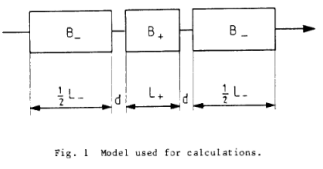 B_ B+ B_
½ L_ d L+ d ½ L_
Fig. 1 Model used for calculations.